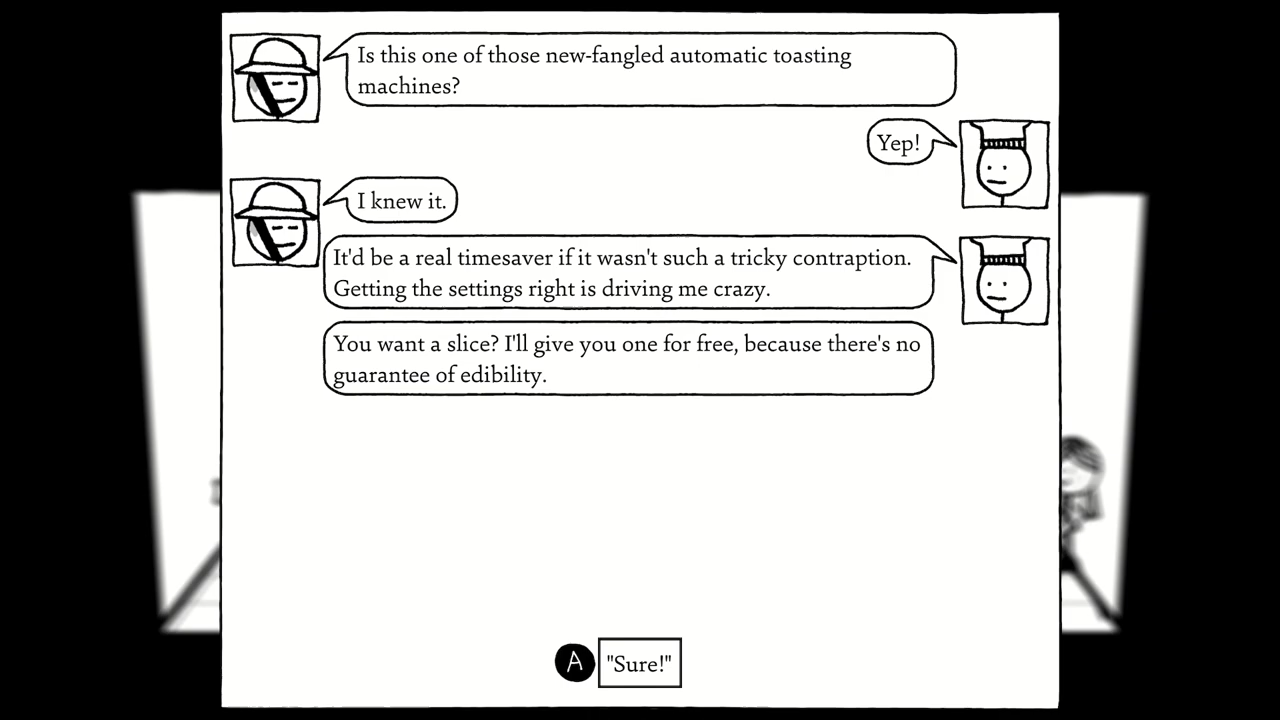 Is this one of those new-fangled automatic toasting
machines?
Yep!
I knew it.
It'd be a real timesaver if it wasn't such a tricky contraption.
Getting the settings right is driving me crazy.
You want a slice? I'll give you one for free, because there's no
guarantee of edibility.
A "Sure!"